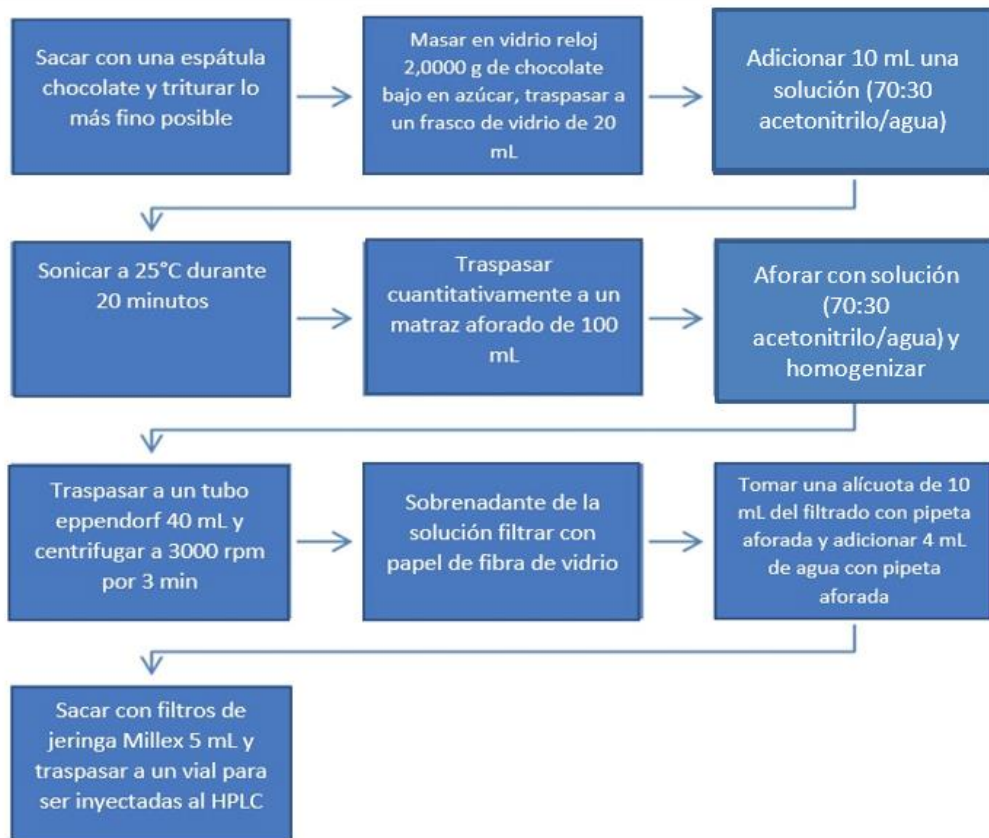 Sacar con una espátula
chocolate y triturar lo
más fino posible
Masar en vidrio reloj
2,0000 g de chocolate
bajo en azúcar, traspasar a
un frasco de vidrio de 20
mL
Adicionar 10 mL una
solución (70:30
acetonitrilo/agua)
Sonicar a 25°C durante
20 minutos
Traspasar
cuantitativamente a un
matraz aforado de 100
mL
Aforar con solución
(70:30
acetonitrilo/agua) y
homogenizar
Traspasar a un tubo
eppendorf 40 mL y
centrifugar a 3000 rpm
por 3 min
Sobrenadante de la
solución filtrar con
papel de fibra de vidrio
Tomar una alícuota de 10
mL del filtrado con pipeta
aforada y adicionar 4 mL
de agua con pipeta
aforada
Sacar con filtros de
jeringa Millex 5 mL y
traspasar a un vial para
ser inyectadas al HPLC